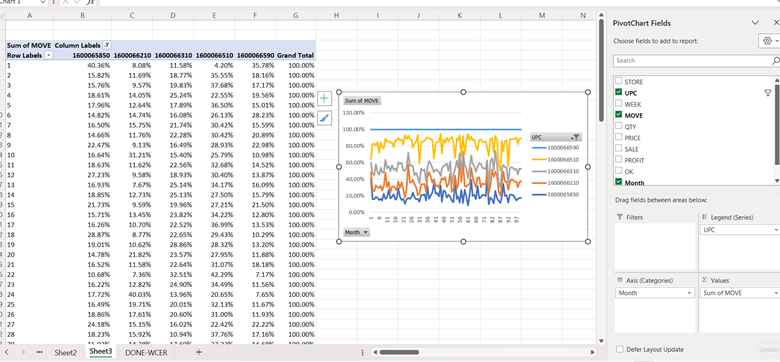 Chart 1
fx
A B C D E F G H I J K L M N
Sum of MOVE Column Labels
Row Labels 1600065850 1600066210 1600066310 1600066510 1600066590 Grand Total
1 40.36% 8.08% 11.58% 4.20% 35.78% 100.00%
2 15.82% 11.69% 18.77% 35.55% 18.16% 100.00%
3 15.76% 9.57% 19.83% 37.68% 17.17% 100.00%
4 18.61% 14.05% 25.24% 22.55% 19.56% 100.00%
5 17.96% 12.64% 17.89% 36.50% 15.01% 100.00%
6 14.82% 14.74% 16.08% 26.13% 28.23% 100.00%
7 16.50% 15.75% 21.74% 30.42% 15.59% 100.00%
8 14.66% 11.76% 22.28% 30.42% 20.89% 100.00%
9 22.47% 9.13% 16.49% 28.93% 22.98% 100.00%
10 16.64% 31.21% 15.40% 25.79% 10.98% 100.00%
11 18.63% 11.62% 22.56% 32.68% 14.52% 100.00%
12 27.23% 9.58% 18.93% 30.40% 13.87% 100.00%
13 16.93% 7.67% 25.14% 34.17% 16.09% 100.00%
14 18.85% 12.73% 25.13% 27.50% 15.79% 100.00%
15 21.73% 9.59% 19.96% 27.21% 21.50% 100.00%
16 15.71% 13.45% 23.82% 34.22% 12.80% 100.00%
17 16.26% 10.70% 22.52% 36.99% 13.53% 100.00%
18 28.87% 8.77% 22.65% 29.43% 10.29% 100.00%
19 19.01% 10.62% 28.86% 28.32% 13.20% 100.00%
20 14.78% 21.82% 23.57% 27.95% 11.88% 100.00%
21 16.52% 11.58% 22.64% 31.07% 18.18% 100.00%
22 10.68% 7.36% 32.51% 42.29% 7.17% 100.00%
23 16.22% 12.82% 24.90% 34.49% 11.56% 100.00%
24 17.72% 40.03% 13.96% 20.65% 7.65% 100.00%
25 16.49% 19.71% 20.01% 32.13% 11.67% 100.00%
26 18.86% 17.61% 20.60% 31.00% 11.93% 100.00%
27 24.18% 15.15% 16.02% 22.42% 22.22% 100.00%
28 18.23% 15.92% 10.94% 37.76% 17.16% 100.00%
Sum of MOVE
120.00%
100.00%
80.00%
60.00%
40.00%
20.00%
0.00%
1 6 11 16 21 26 31 36 41 46 51 56 61 66 71 77 82 87 92 97
Month
UPC
1600066590
1600066510
1600066310
1600066210
1600065850
Sheet2 Sheet3 DONE-WCER
PivotChart Fields
Choose fields to add to report:
Search
STORE
UPC
WEEK
MOVE
QTY
PRICE
SALE
PROFIT
OK
Month
Drag fields between areas below:
Filters
Legend (Series)
UPC
Axis (Categories)
Month
Values
Sum of MOVE
Defer Layout Update
Update